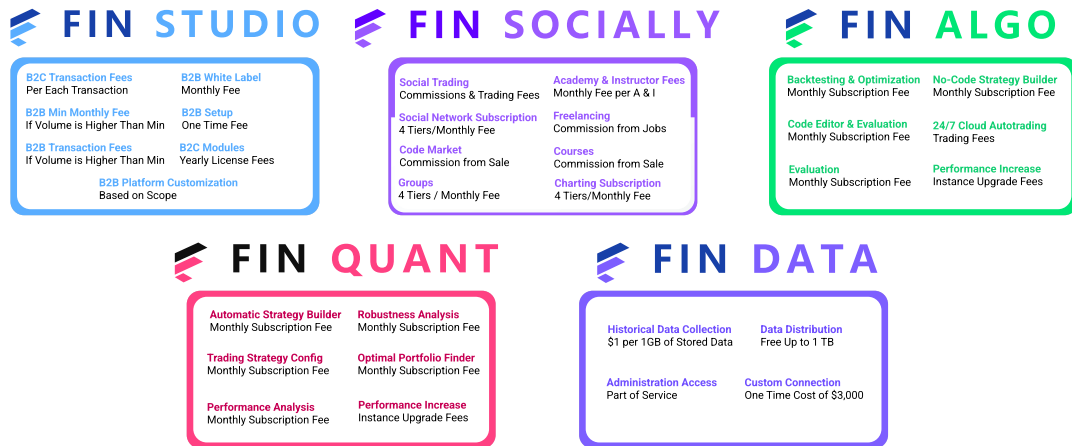 FIN STUDIO
B2C Transaction Fees
Per Each Transaction
B2B White Label
Monthly Fee
B2B Min Monthly Fee
If Volume is Higher Than Min
B2B Setup
One Time Fee
B2B Transaction Fees
If Volume is Higher Than Min
B2C Modules
Yearly License Fees
B2B Platform Customization
Based on Scope
FIN SOCIALLY
Social Trading
Commissions & Trading Fees
Academy & Instructor Fees
Monthly Fee per A & I
Social Network Subscription
4 Tiers/Monthly Fee
Freelancing
Commission from Jobs
Code Market
Commission from Sale
Courses
Commission from Sale
Groups
4 Tiers / Monthly Fee
Charting Subscription
4 Tiers/Monthly Fee
FIN ALGO
Backtesting & Optimization
Monthly Subscription Fee
No-Code Strategy Builder
Monthly Subscription Fee
Code Editor & Evaluation
Monthly Subscription Fee
24/7 Cloud Autotrading
Trading Fees
Evaluation
Monthly Subscription Fee
Performance Increase
Instance Upgrade Fees
FIN QUANT
Automatic Strategy Builder
Monthly Subscription Fee
Robustness Analysis
Monthly Subscription Fee
Trading Strategy Config
Monthly Subscription Fee
Optimal Portfolio Finder
Monthly Subscription Fee
Performance Analysis
Monthly Subscription Fee
Performance Increase
Instance Upgrade Fees
FIN DATA
Historical Data Collection
$1 per 1GB of Stored Data
Data Distribution
Free Up to 1 TB
Administration Access
Part of Service
Custom Connection
One Time Cost of $3,000